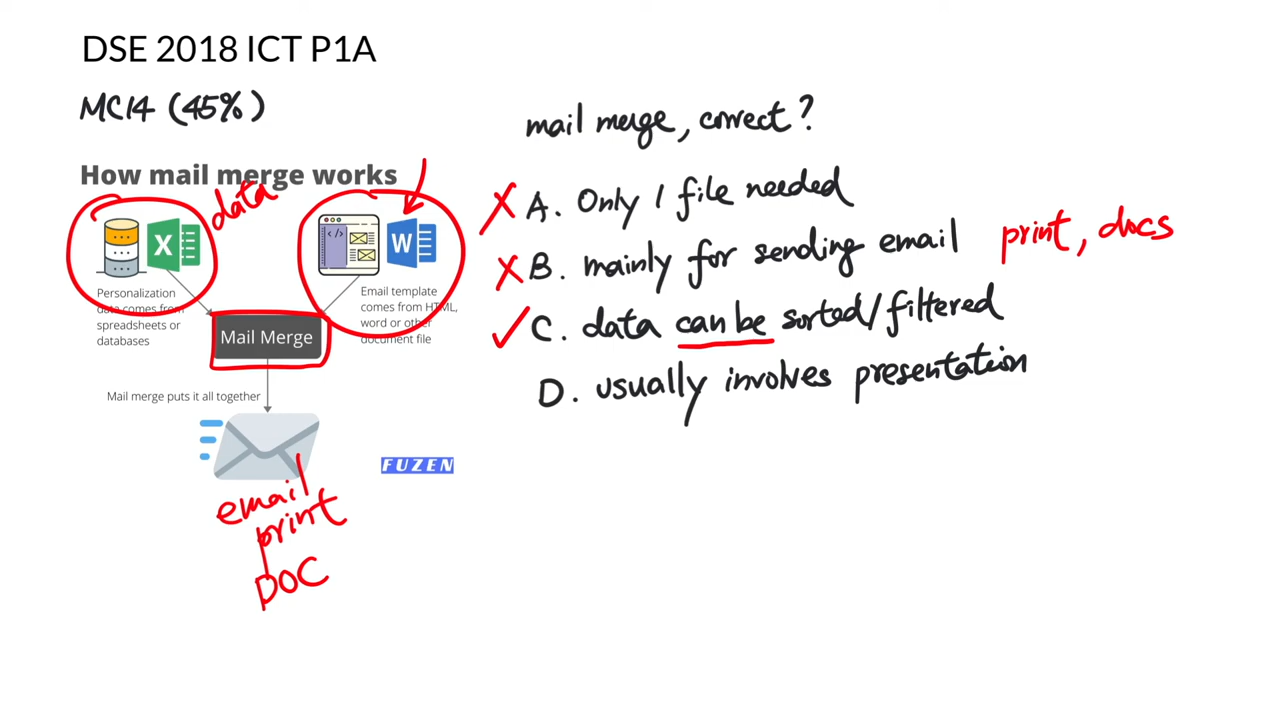 DSE 2018 ICT P1A
MC14 (45%)
How mail merge works
data
Personalization
data comes from
spreadsheets or
databases
X
</>
W
Email template
comes from HTML,
word or other
document file
Mail Merge
Mail merge puts it all together
FUZEN
email
print
DOC
mail merge, correct?
A. Only 1 file needed
B. mainly for sending email print, docs
C. data can be sorted/filtered
D. usually involves presentation